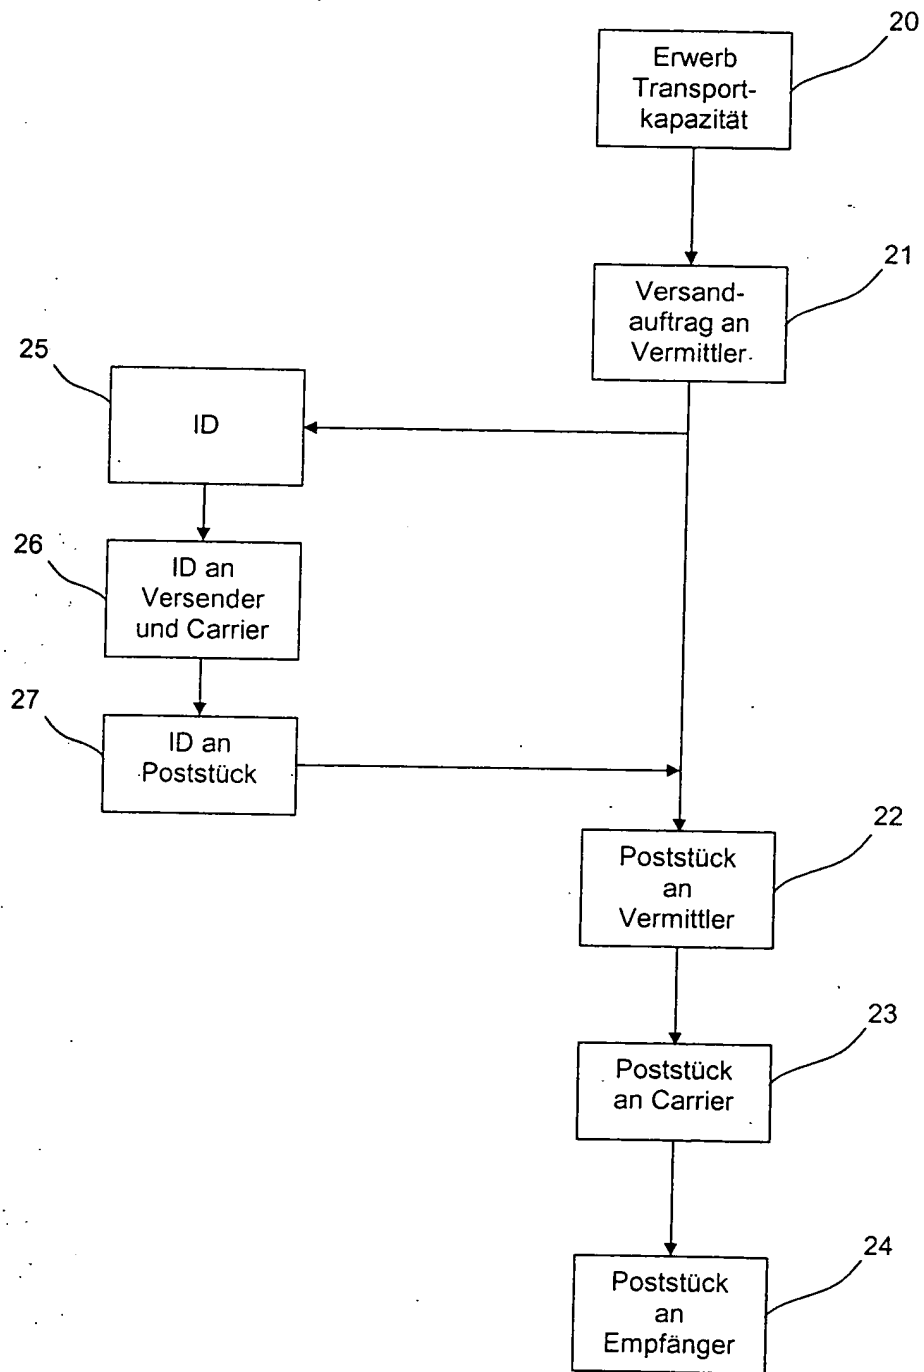 20
Erwerb
Transport-
kapazität
21
Versand-
auftrag an
Vermittler
25
ID
26
ID an
Versender
und Carrier
27
ID an
Poststück
22
Poststück
an
Vermittler
23
Poststück
an Carrier
24
Poststück
an
Empfänger